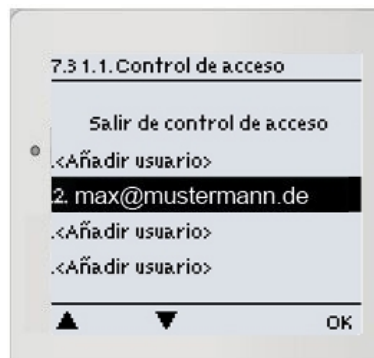 7.3 1.1. Control de acceso
Salir de control de acceso
.<Añadir usuario>
2. max@mustermann.de
.<Añadir usuario>
.<Añadir usuario>
OK